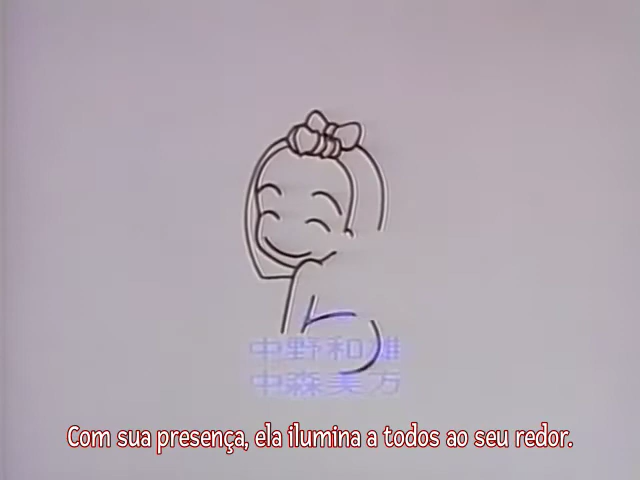 中野和雄
中森美方
Com sua presença, ela ilumina a todos ao seu redor.